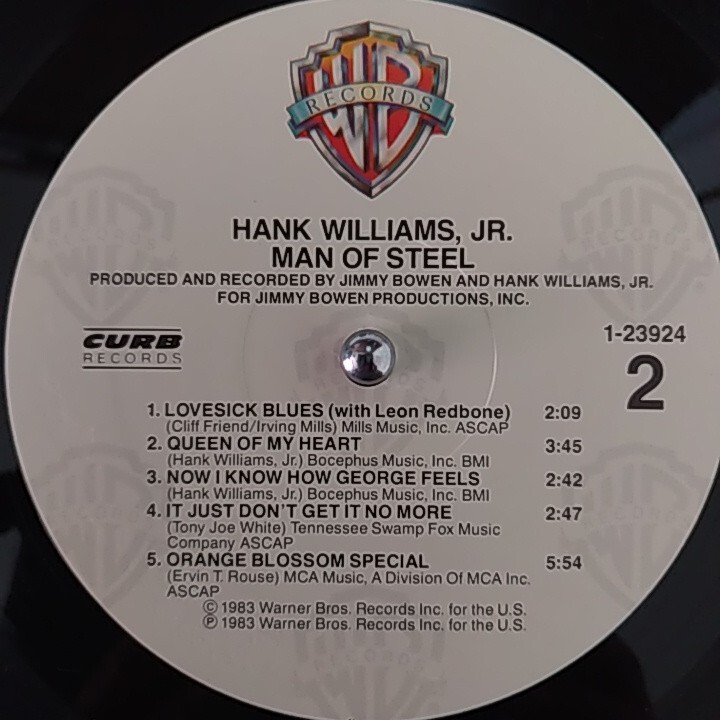 WB
RECORDS
HANK WILLIAMS, JR.
MAN OF STEEL
PRODUCED AND RECORDED BY JIMMY BOWEN AND HANK WILLIAMS, JR.
FOR JIMMY BOWEN PRODUCTIONS, INC.
CURB
RECORDS
1-23924
2
1. LOVESICK BLUES (with Leon Redbone) 2:09
(Cliff Friend/Irving Mills) Mills Music, Inc. ASCAP
2. QUEEN OF MY HEART 3:45
(Hank Williams, Jr.) Bocephus Music, Inc. BMI
3. NOW I KNOW HOW GEORGE FEELS 2:42
(Hank Williams, Jr.) Bocephus Music, Inc. BMI
4. IT JUST DON'T GET IT NO MORE 2:47
(Tony Joe White) Tennessee Swamp Fox Music
Company ASCAP
5. ORANGE BLOSSOM SPECIAL 5:54
(Ervin T. Rouse) MCA Music, A Division Of MCA Inc.
ASCAP
© 1983 Warner Bros. Records Inc. for the U.S.
℗ 1983 Warner Bros. Records Inc. for the U.S.